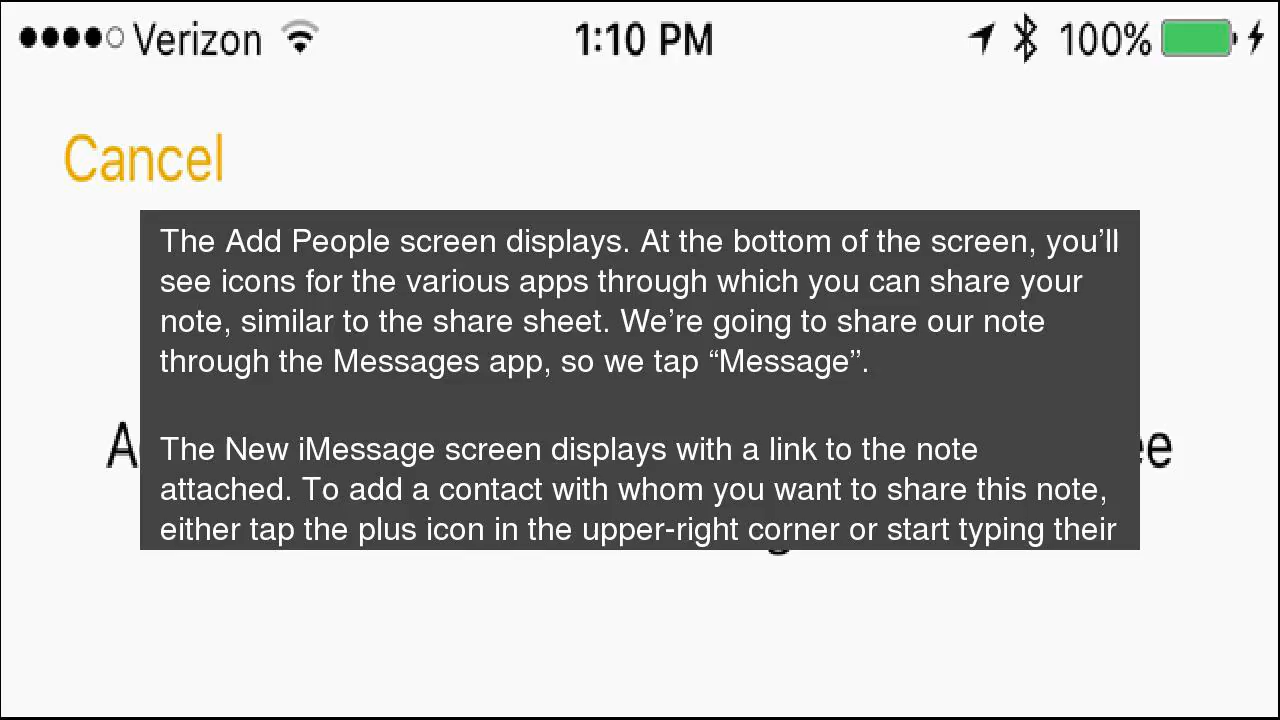 Verizon 1:10 PM 100%
Cancel
The Add People screen displays. At the bottom of the screen, you’ll
see icons for the various apps through which you can share your
note, similar to the share sheet. We’re going to share our note
through the Messages app, so we tap “Message”.
The New iMessage screen displays with a link to the note
attached. To add a contact with whom you want to share this note,
either tap the plus icon in the upper-right corner or start typing their